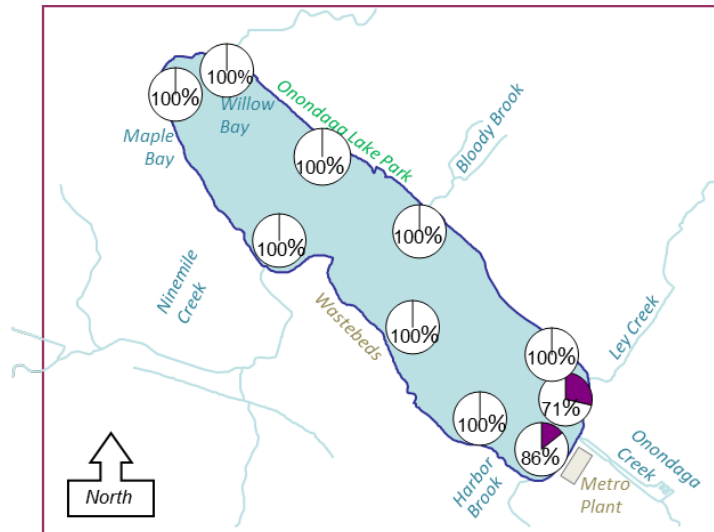 100%
100%
Willow
Bay
Maple
Bay
Onondaga Lake Park
100%
Bloody Brook
100%
100%
Ninemile
Creek
Wastebeds
100%
Ley Creek
100%
71%
100%
86%
Harbor
Brook
Onondaga
Creek
Metro
Plant
North